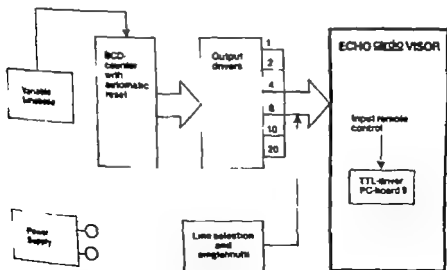 ECHO cardio VISOR
BCD-
counter
with
automatic
reset
Output
drivers
1
2
4
8
10
20
Variable
timebase
Input remote
control
TTL-driver
PC-board 9
Power
Supply
Line selection
and